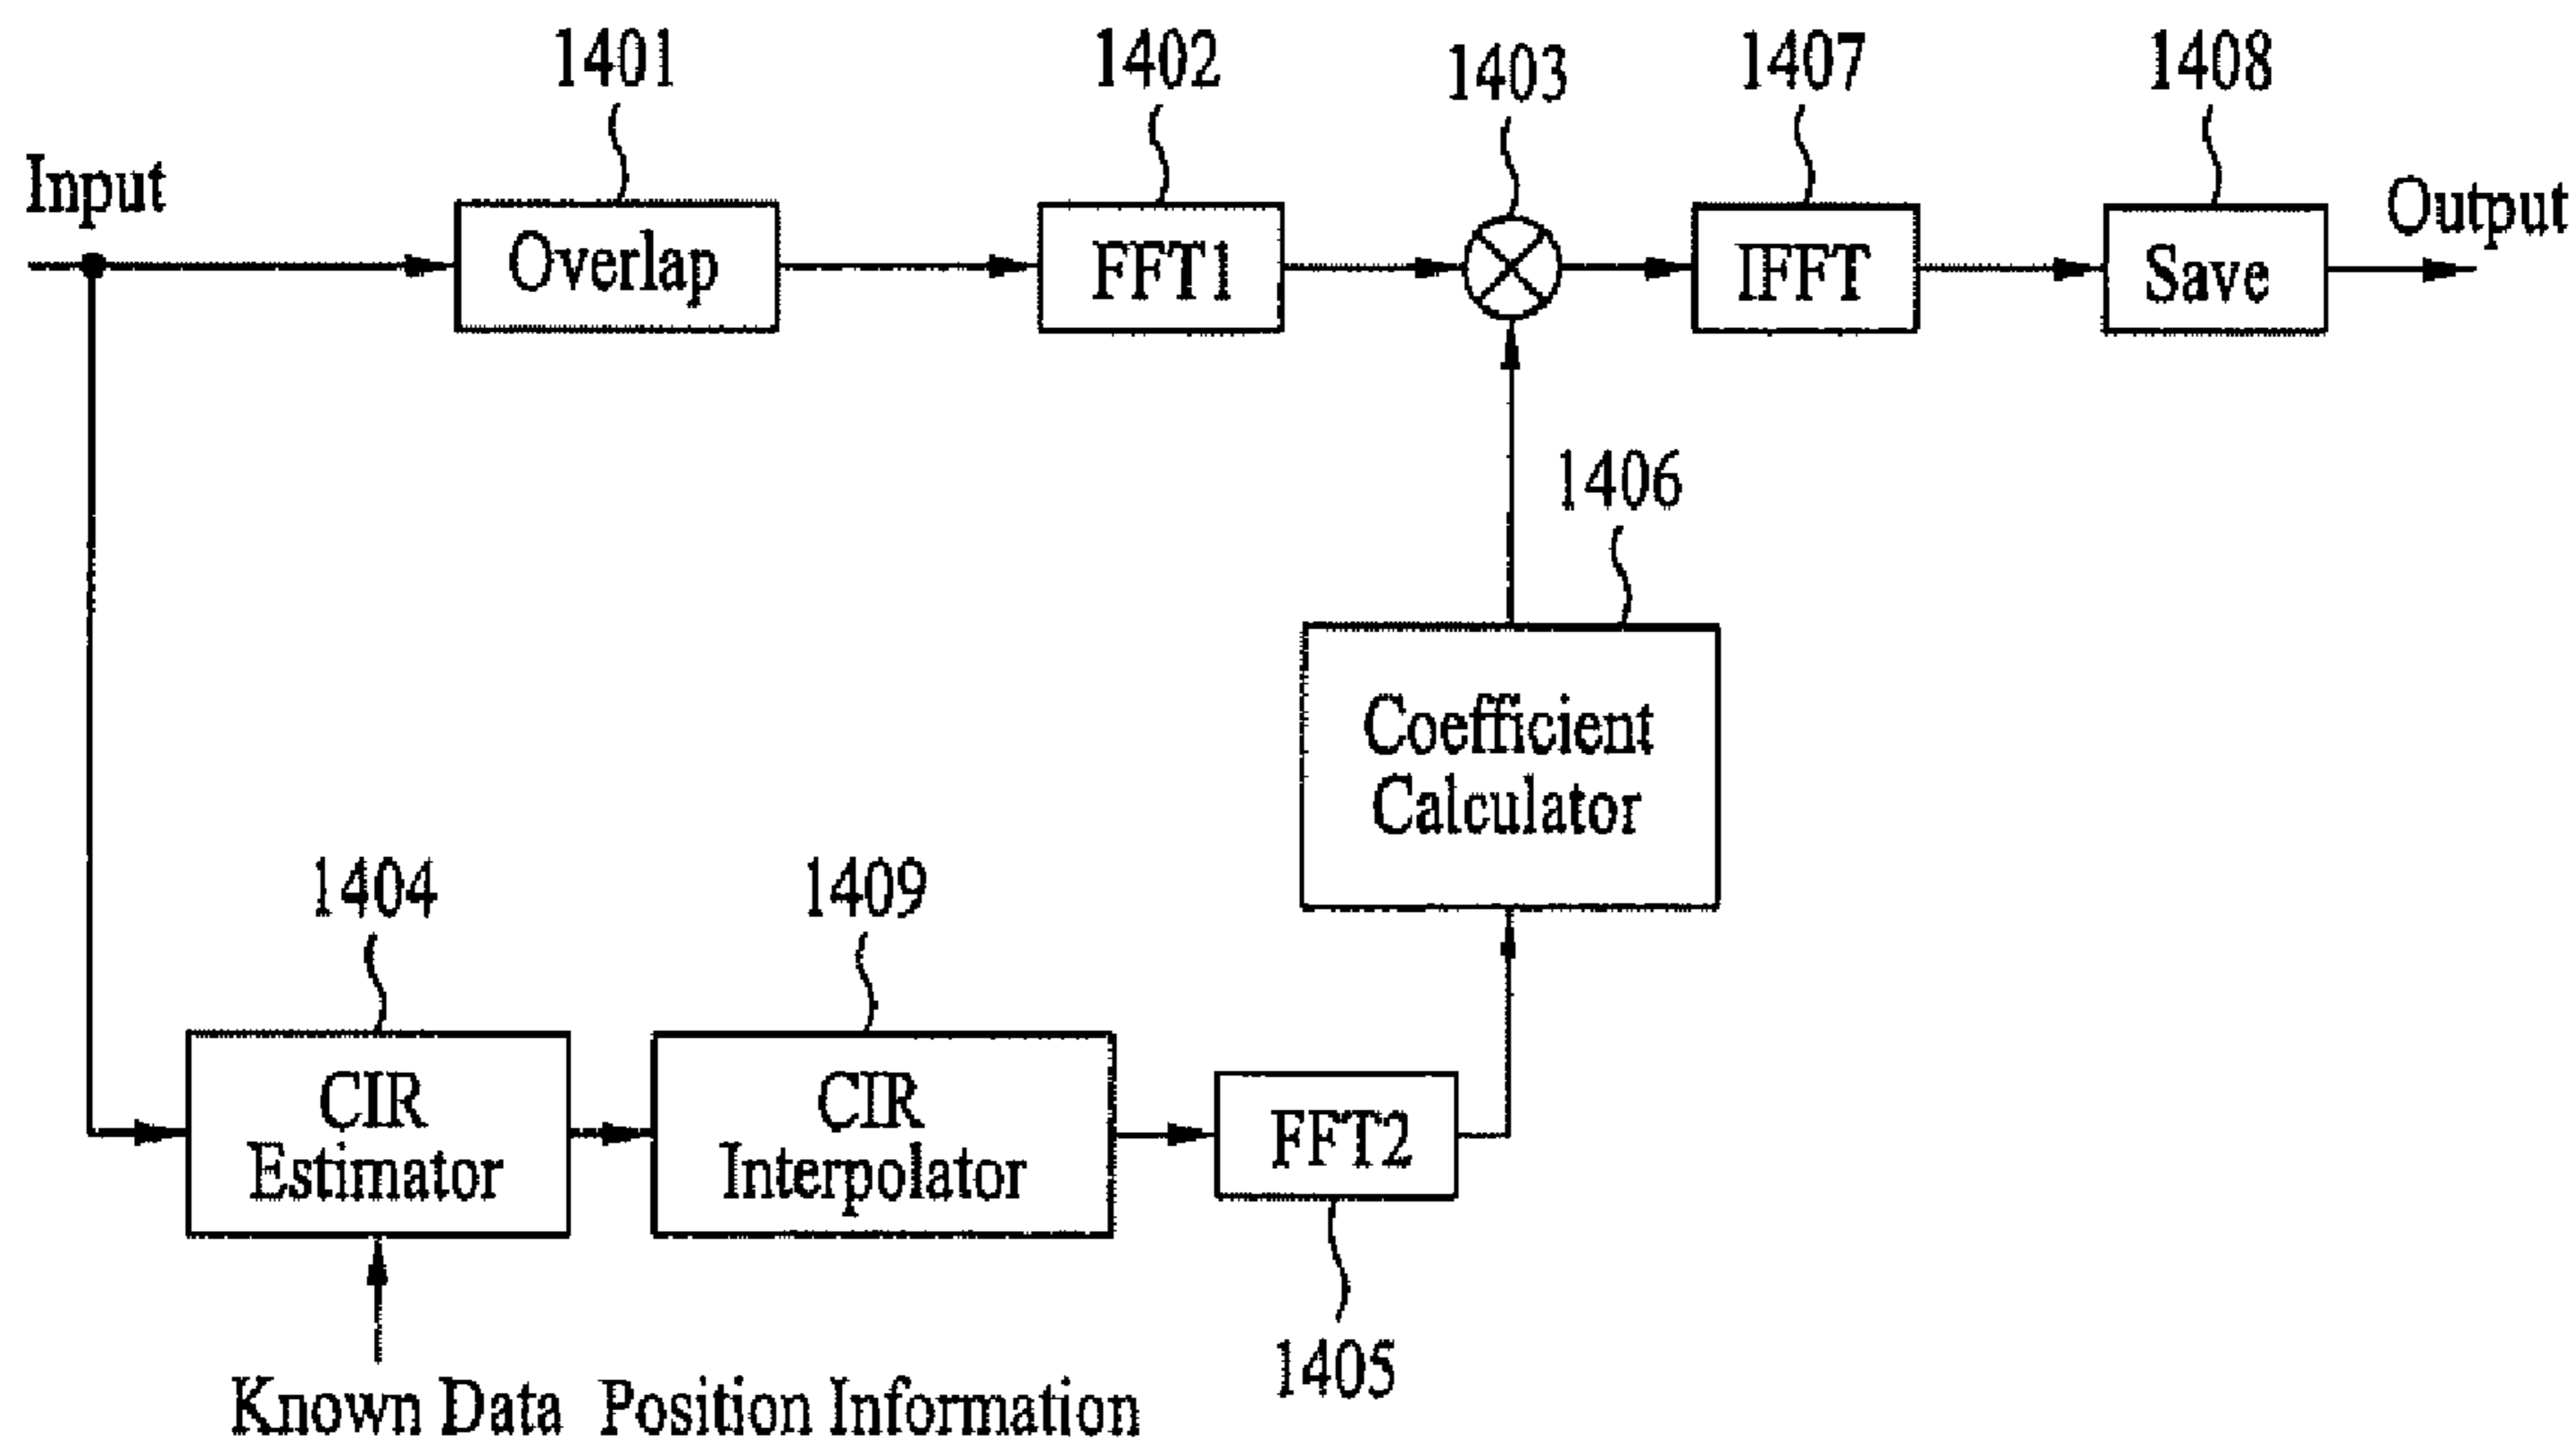 1401
1402
1403
1407
1408
Input
Output
Overlap
FFT1
IFFT
Save
1406
Coefficient
Calculator
1404
1409
CIR
Estimator
CIR
Interpolator
FFT2
1405
Known Data Position Information